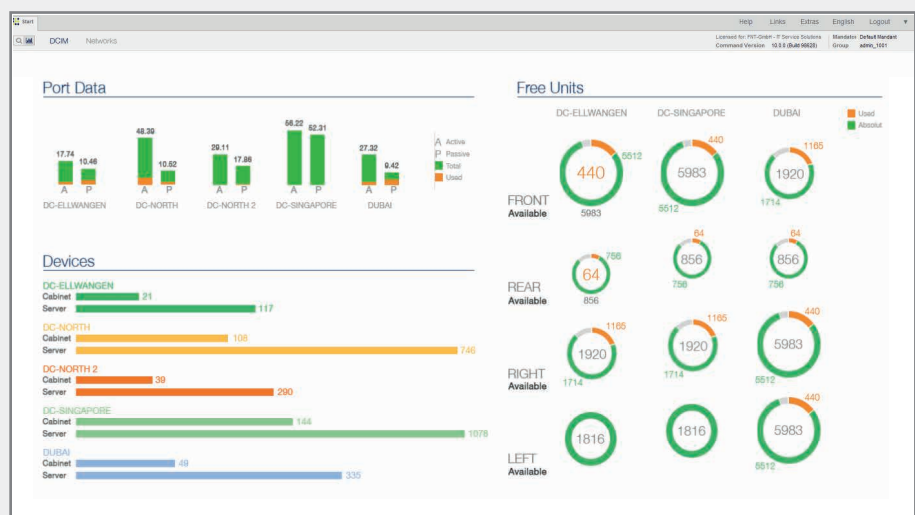 Start
Help Links Extras English Logout
DCIM Networks
Licensed for: FNT-GmbH - IT Service Solutions Mandator Default Mandant
Command Version 10.0.0 (Build 98620) Group admin_1001
Port Data
17.74 10.46 48.39 10.52 29.11 17.86 56.22 52.31 27.32 9.42
A P A P A P A P
DC-ELLWANGEN DC-NORTH DC-NORTH 2 DC-SINGAPORE DUBAI
A Active
P Passive
Total
Used
Devices
DC-ELLWANGEN
Cabinet 21
Server 117
DC-NORTH
Cabinet 108
Server 746
DC-NORTH 2
Cabinet 39
Server 290
DC-SINGAPORE
Cabinet 144
Server 1078
DUBAI
Cabinet 49
Server 335
Free Units
DC-ELLWANGEN DC-SINGAPORE DUBAI
Used
Absolut
FRONT
Available
440 5512 5983
440 5983 5512
1165 1920 1714
REAR
Available
756 64 856
64 856 756
64 856 756
RIGHT
Available
1165 1920 1714
1165 1920 1714
440 5983 5512
LEFT
Available
1816
1816
440 5983 5512